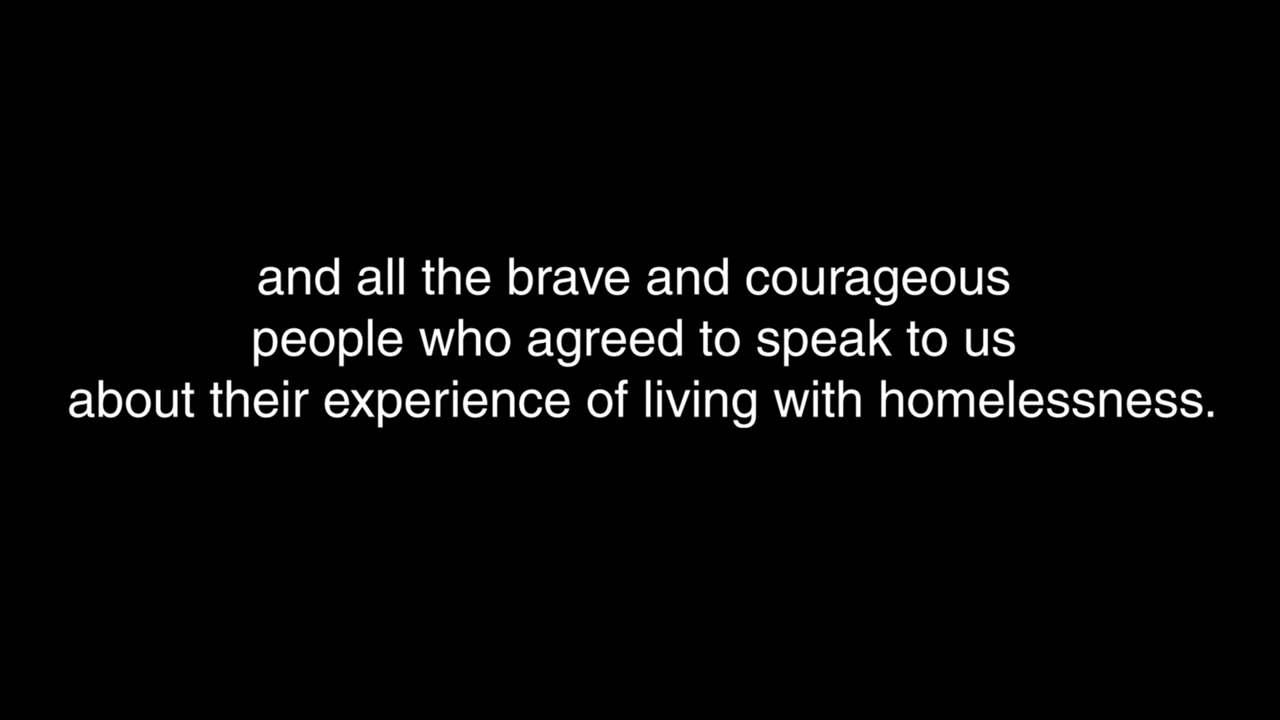 and all the brave and courageous
people who agreed to speak to us
about their experience of living with homelessness.